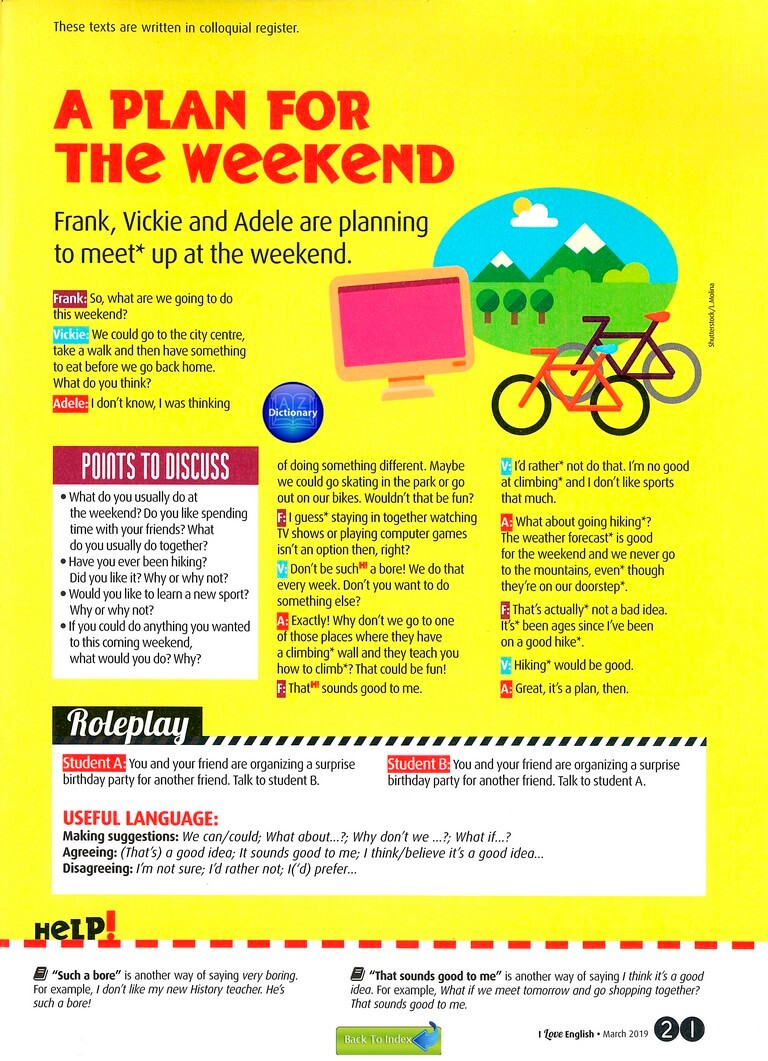 These texts are written in colloquial register.
A PLAN FOR
THE WEEKEND
Frank, Vickie and Adele are planning
to meet* up at the weekend.
Frank: So, what are we going to do
this weekend?
Vickie: We could go to the city centre,
take a walk and then have something
to eat before we go back home.
What do you think?
Adele: I don't know, I was thinking
A Z
Dictionary
Shutterstock/L.Molina
of doing something different. Maybe
we could go skating in the park or go
out on our bikes. Wouldn't that be fun?
F: I guess* staying in together watching
TV shows or playing computer games
isn't an option then, right?
V: Don't be such H! a bore! We do that
every week. Don't you want to do
something else?
A: Exactly! Why don't we go to one
of those places where they have
a climbing* wall and they teach you
how to climb*? That could be fun!
F: That H! sounds good to me.
V: I'd rather* not do that. I'm no good
at climbing* and I don't like sports
that much.
A: What about going hiking*?
The weather forecast* is good
for the weekend and we never go
to the mountains, even* though
they're on our doorstep*.
F: That's actually* not a bad idea.
It's* been ages since I've been
on a good hike*.
V: Hiking* would be good.
A: Great, it's a plan, then.
POINTS TO DISCUSS
• What do you usually do at
the weekend? Do you like spending
time with your friends? What
do you usually do together?
• Have you ever been hiking?
Did you like it? Why or why not?
• Would you like to learn a new sport?
Why or why not?
• If you could do anything you wanted
to this coming weekend,
what would you do? Why?
Roleplay
Student A: You and your friend are organizing a surprise
birthday party for another friend. Talk to student B.
Student B: You and your friend are organizing a surprise
birthday party for another friend. Talk to student A.
USEFUL LANGUAGE:
Making suggestions: We can/could; What about...?; Why don't we ...?; What if...?
Agreeing: (That's) a good idea; It sounds good to me; I think/believe it's a good idea...
Disagreeing: I'm not sure; I'd rather not; I('d) prefer...
HELP!
"Such a bore" is another way of saying very boring.
For example, I don't like my new History teacher. He's
such a bore!
"That sounds good to me" is another way of saying I think it's a good
idea. For example, What if we meet tomorrow and go shopping together?
That sounds good to me.
Back To Index
I Love English • March 2019 21